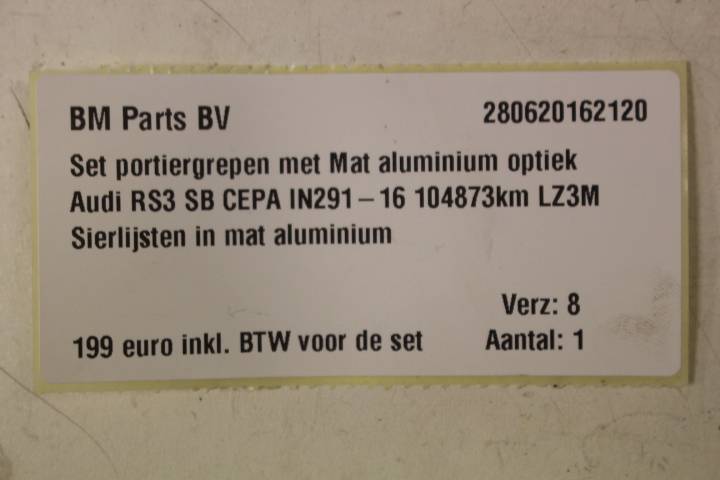 BM Parts BV 280620162120
Set portiergrepen met Mat aluminium optiek
Audi RS3 SB CEPA IN291-16 104873km LZ3M
Sierlijsten in mat aluminium
Verz: 8
199 euro inkl. BTW voor de set Aantal: 1